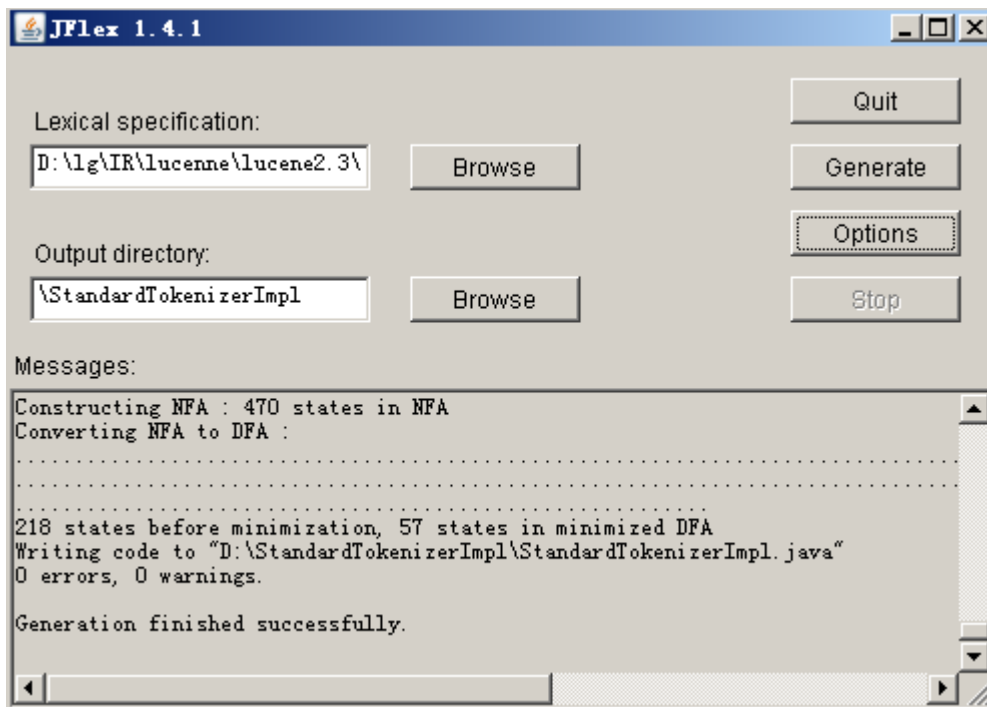 JFlex 1.4.1
Quit
Lexical specification:
D:\lg\IR\lucenne\lucene2.3\
Browse
Generate
Options
Output directory:
\StandardTokenizerImpl
Browse
Stop
Messages:
Constructing NFA : 470 states in NFA
Converting NFA to DFA :
...............................................................................
...............................................................................
............................................................
218 states before minimization, 57 states in minimized DFA
Writing code to "D:\StandardTokenizerImpl\StandardTokenizerImpl.java"
0 errors, 0 warnings.
Generation finished successfully.